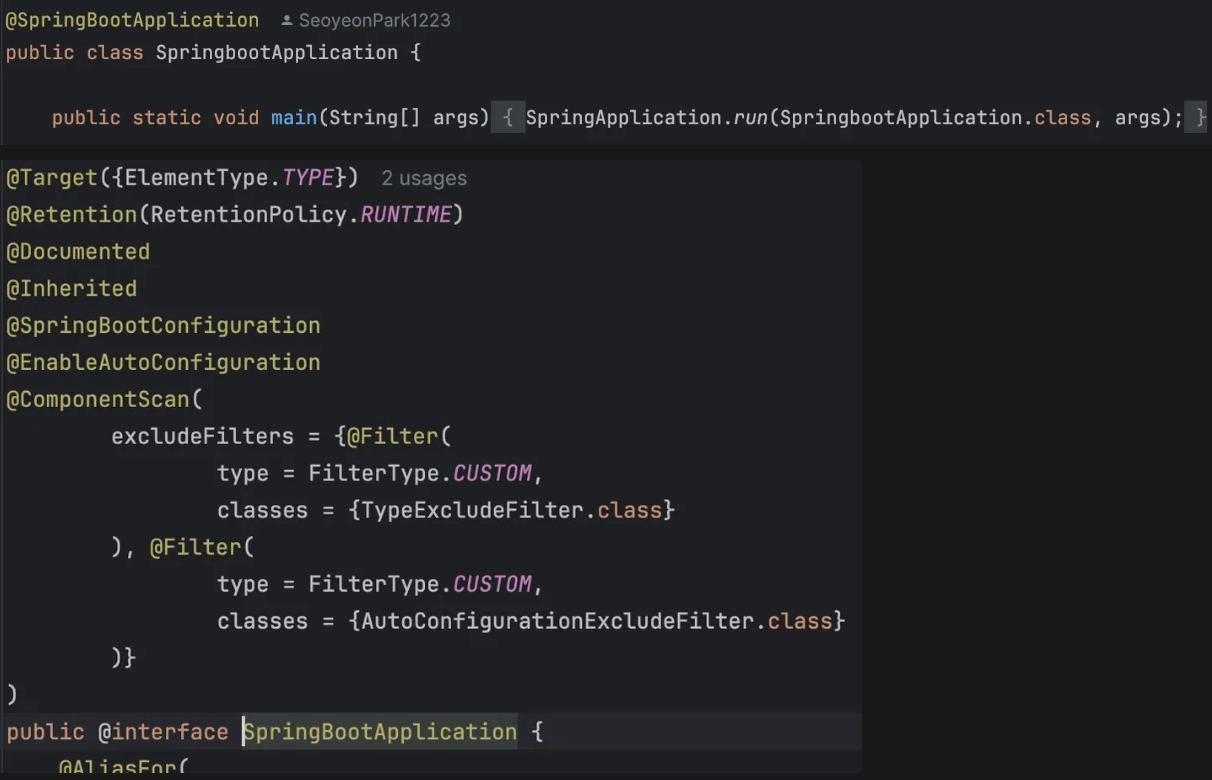 @SpringBootApplication SeoyeonPark1223
public class SpringbootApplication {
public static void main(String[] args) { SpringApplication.run(SpringbootApplication.class, args); }
@Target({ElementType.TYPE}) 2 usages
@Retention(RetentionPolicy.RUNTIME)
@Documented
@Inherited
@SpringBootConfiguration
@EnableAutoConfiguration
@ComponentScan(
excludeFilters = {@Filter(
type = FilterType.CUSTOM,
classes = {TypeExcludeFilter.class}
), @Filter(
type = FilterType.CUSTOM,
classes = {AutoConfigurationExcludeFilter.class}
)}
)
public @interface SpringBootApplication {
@AliasFor(